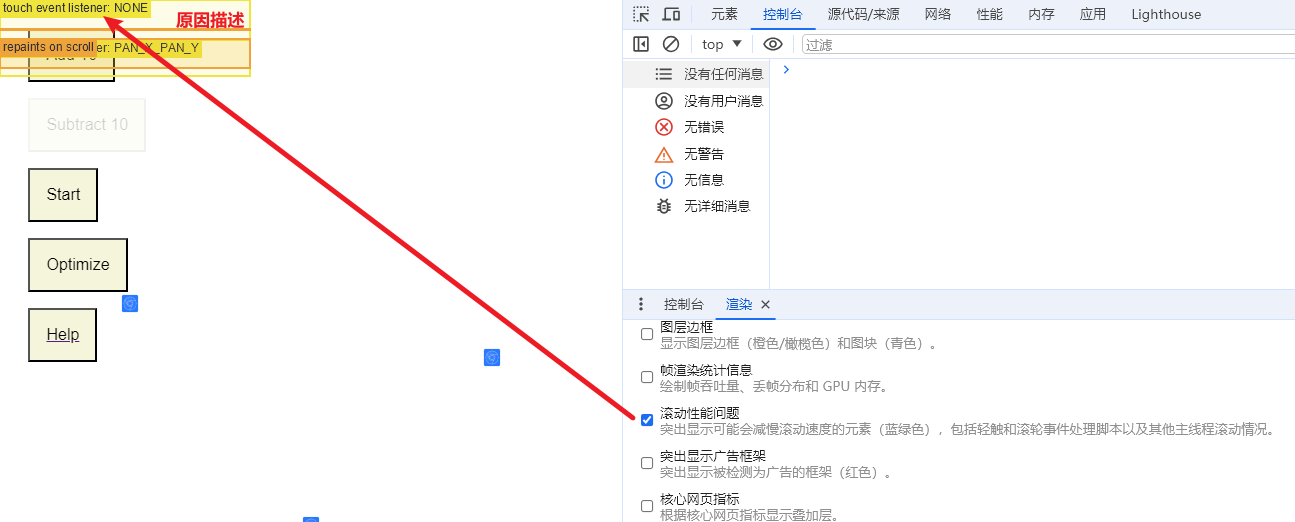 touch event listener: NONE
原因描述
repaints on scroll
er: PAN_X_PAN_Y
Add 10
Subtract 10
Start
Optimize
Help
元素
控制台
源代码/来源
网络
性能
内存
应用
Lighthouse
top
过滤
没有任何消息
没有用户消息
无错误
无警告
无信息
无详细消息
控制台
渲染
图层边框
显示图层边框（橙色/橄榄色）和图块（青色）。
帧渲染统计信息
绘制帧吞吐量、丢帧分布和 GPU 内存。
滚动性能问题
突出显示可能会减慢滚动速度的元素（蓝绿色），包括轻触和滚轮事件处理脚本以及其他主线程滚动情况。
突出显示广告框架
突出显示被检测为广告的框架（红色）。
核心网页指标
根据核心网页指标显示叠加层。